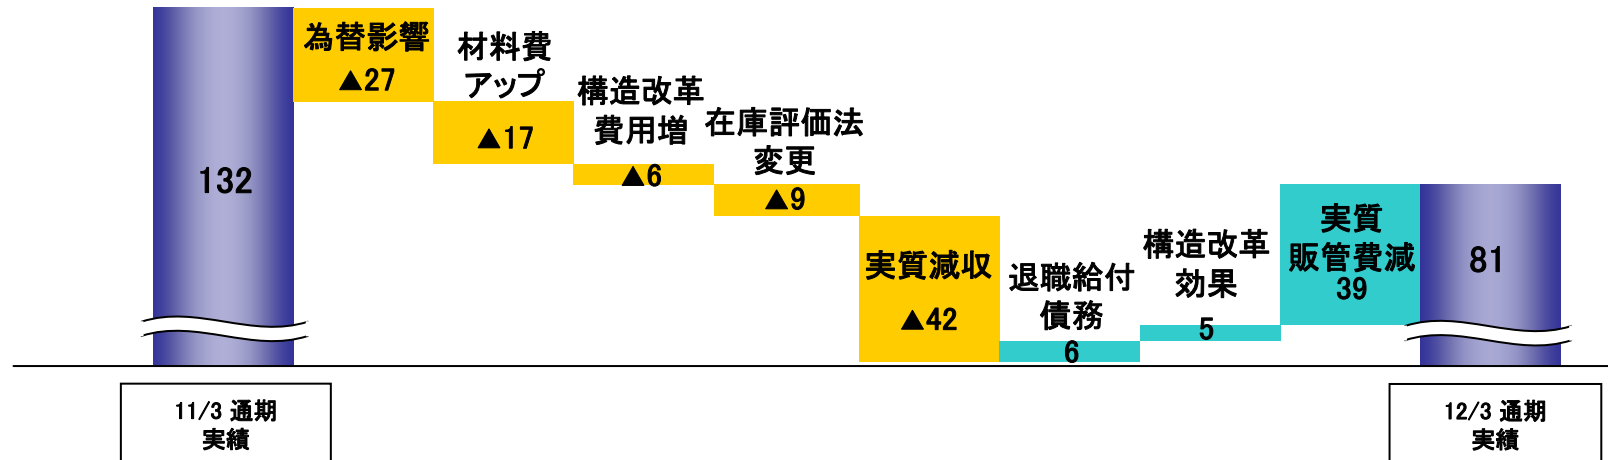 132
為替影響
▲27
材料費
アップ
▲17
構造改革
費用増
▲6
在庫評価法
変更
▲9
実質減収
▲42
退職給付
債務
6
構造改革
効果
5
実質
販管費減
39
81
11/3 通期
実績
12/3 通期
実績